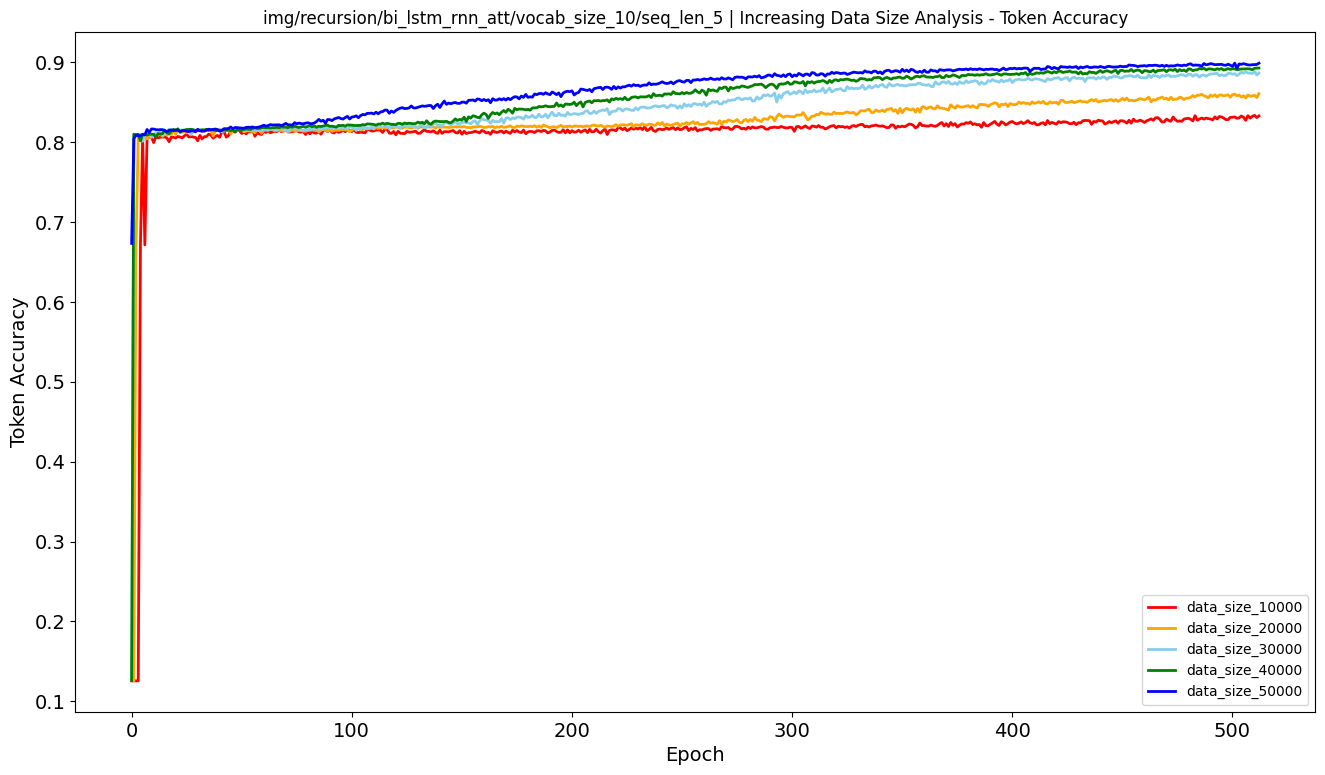 img/recursion/bi_lstm_rnn_att/vocab_size_10/seq_len_5 | Increasing Data Size Analysis - Token Accuracy
0.9
0.8
0.7
0.6
0.5
0.4
0.3
0.2
0.1
Token Accuracy
data_size_10000
data_size_20000
data_size_30000
data_size_40000
data_size_50000
0 100 200 300 400 500
Epoch